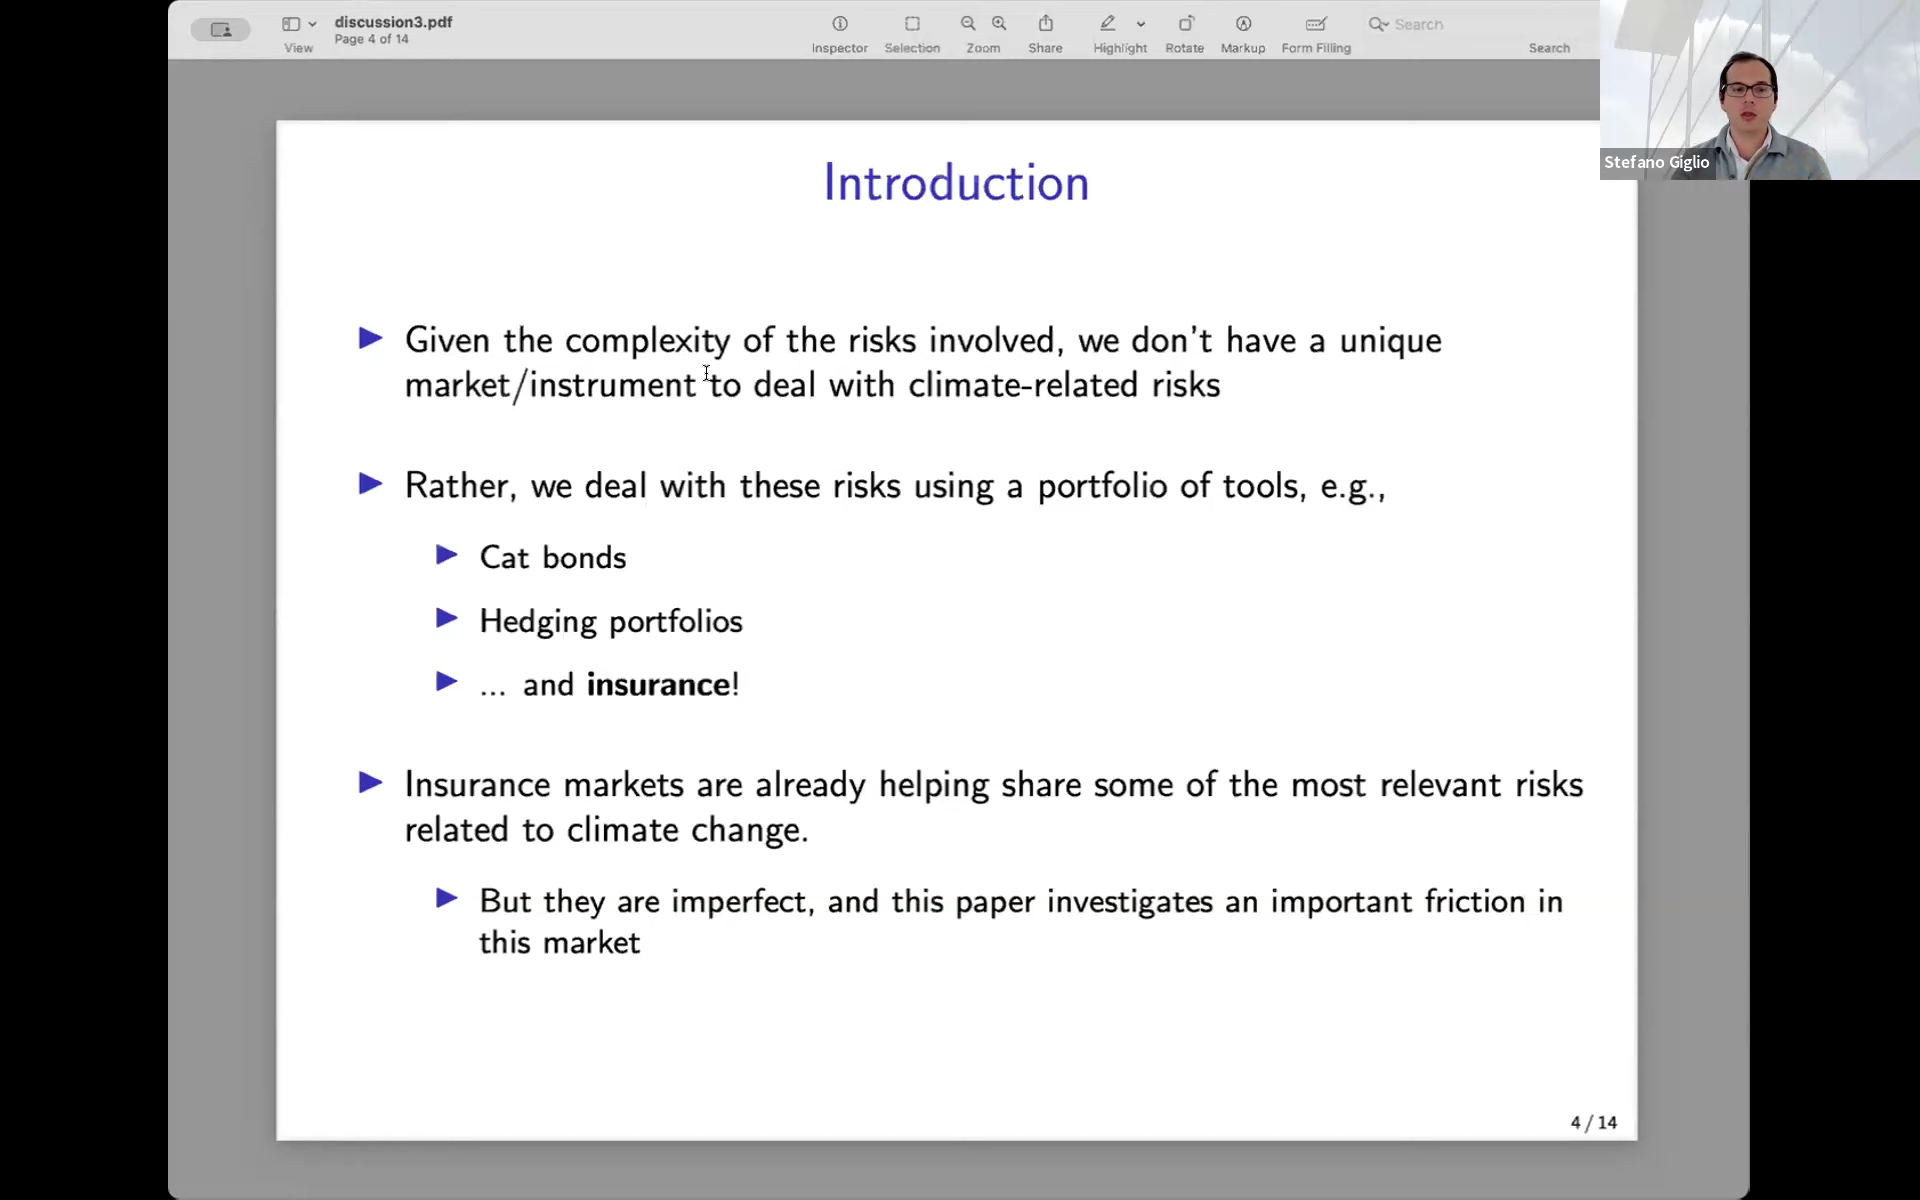 discussion3.pdf
Page 4 of 14
View
Inspector
Selection
Zoom
Share
Highlight
Rotate
Markup
Form Filling
Search
Search
Stefano Giglio
Introduction
Given the complexity of the risks involved, we don't have a unique
market/instrument to deal with climate-related risks
Rather, we deal with these risks using a portfolio of tools, e.g.,
Cat bonds
Hedging portfolios
... and insurance!
Insurance markets are already helping share some of the most relevant risks
related to climate change.
But they are imperfect, and this paper investigates an important friction in
this market
4 / 14